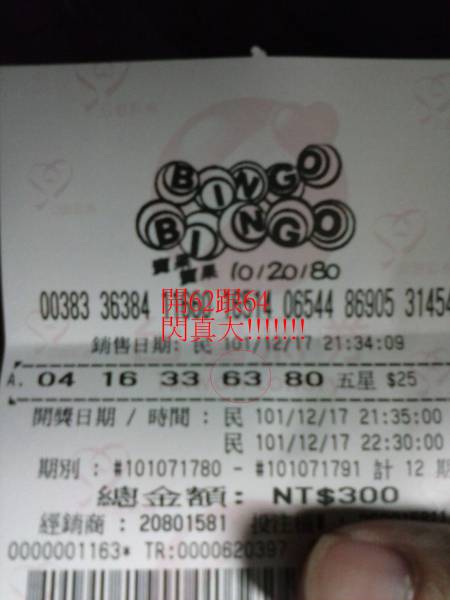 BINGO
BINGO
賓果
賓果 10/20/80
00383 36384 06544 86905 31454
開62跟64
閃真大!!!!!!!
銷售日期: 民 101/12/17 21:34:09
A. 04 16 33 63 80 五星 $25
開獎日期 / 時間 : 民 101/12/17 21:35:00
民 101/12/17 22:30:00
期別 : #101071780 - #101071791 計 12 期
總金額: NT$300
經銷商 : 20801581
0000001163* TR:0000620397